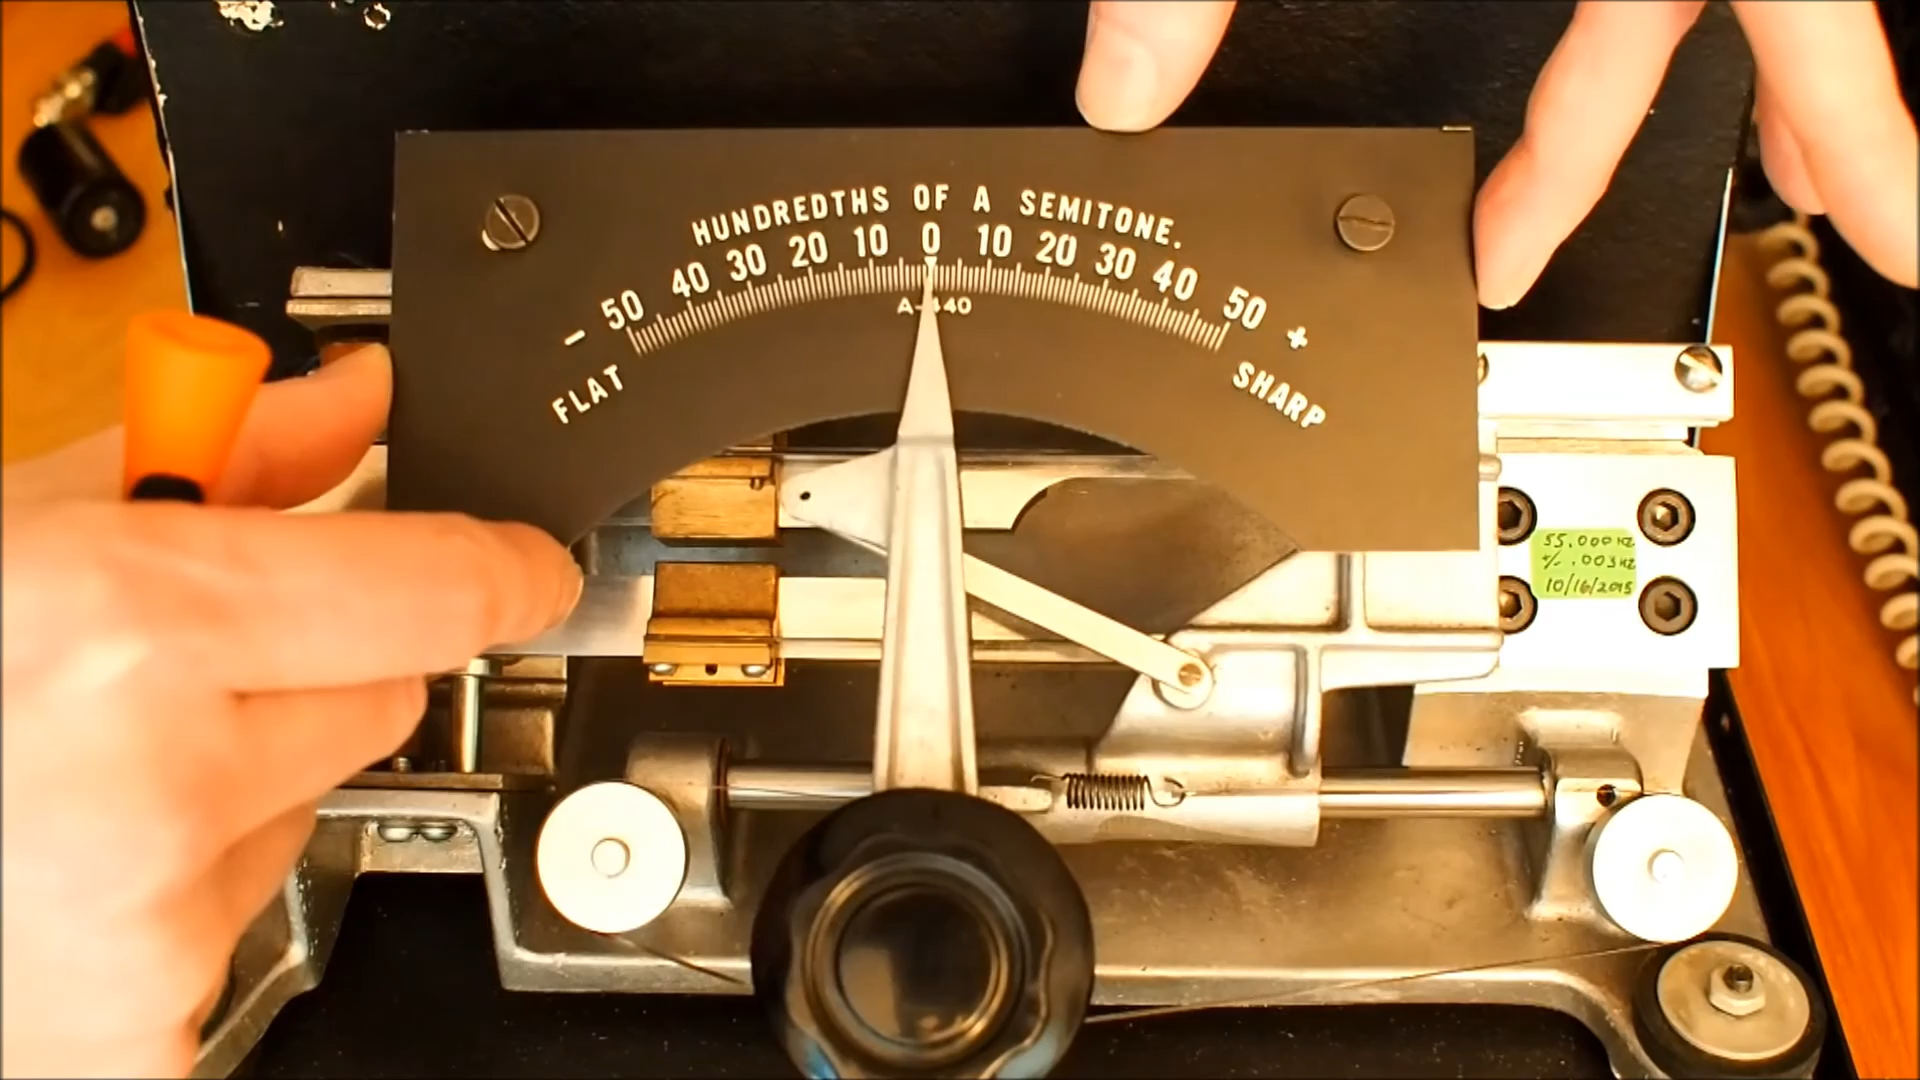 HUNDREDTHS OF A SEMITONE.
- 50 40 30 20 10 0 10 20 30 40 50 +
A-440
FLAT SHARP
55.000 HZ
+/- .003 HZ
10/16/2015